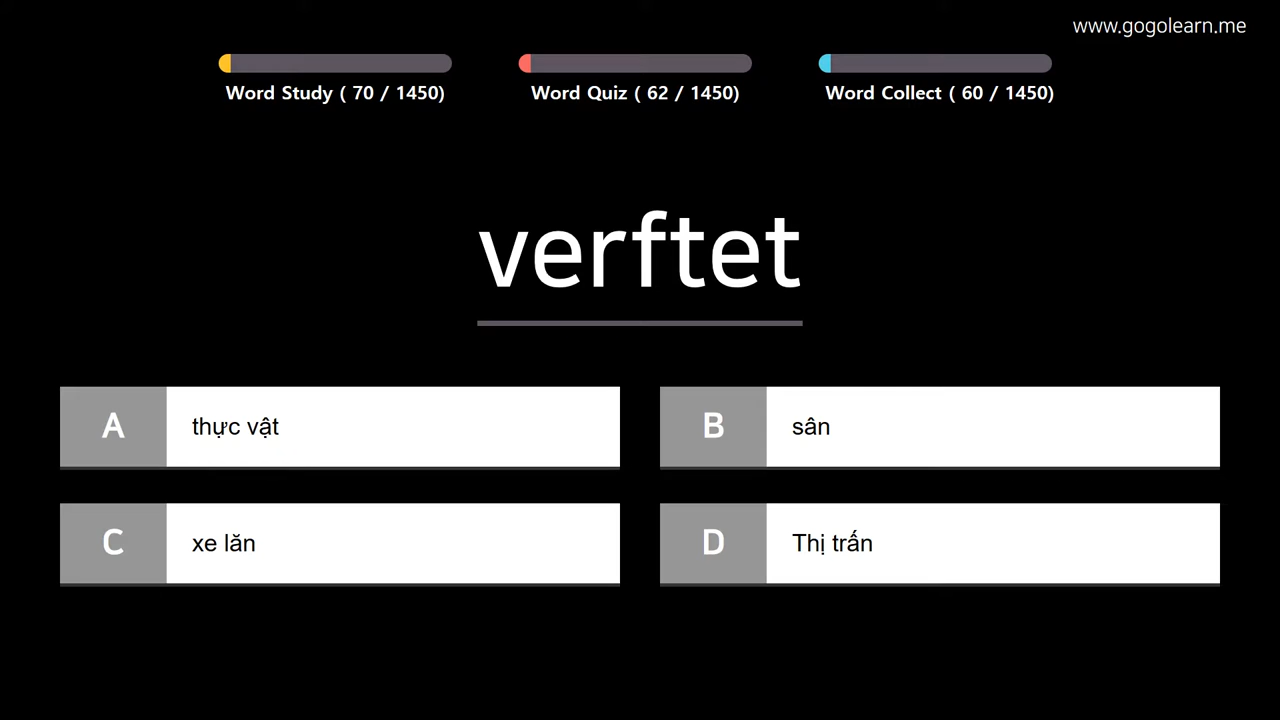 www.gogolearn.me
Word Study ( 70 / 1450)
Word Quiz ( 62 / 1450)
Word Collect ( 60 / 1450)
verftet
A thực vật
B sân
C xe lăn
D Thị trấn